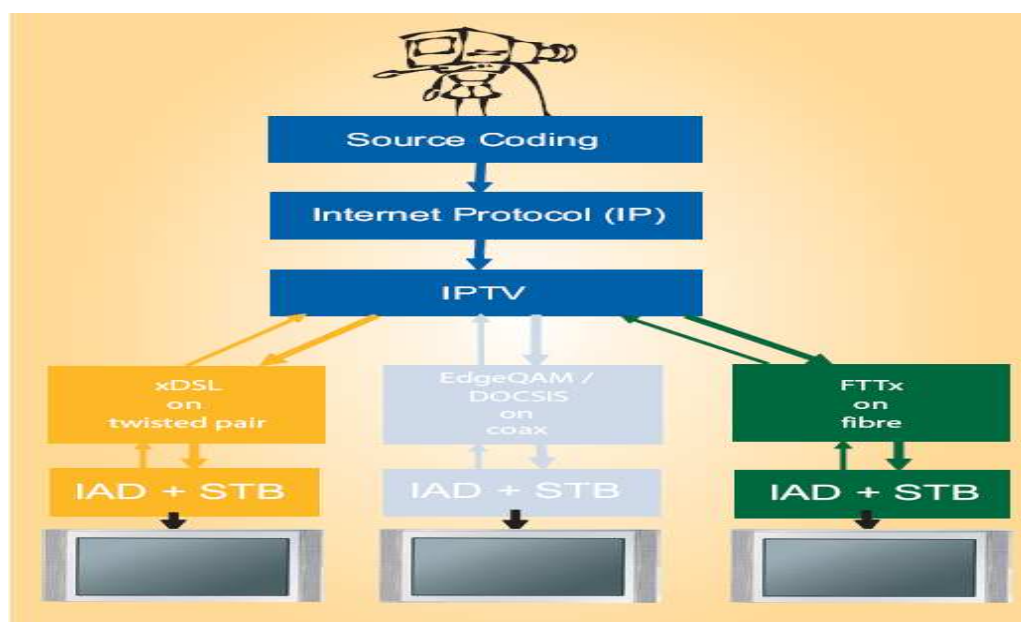 Source Coding
Internet Protocol (IP)
IPTV
xDSL
on
twisted pair
EdgeQAM /
DOCSIS
on
coax
FTTx
on
fibre
IAD + STB
IAD + STB
IAD + STB